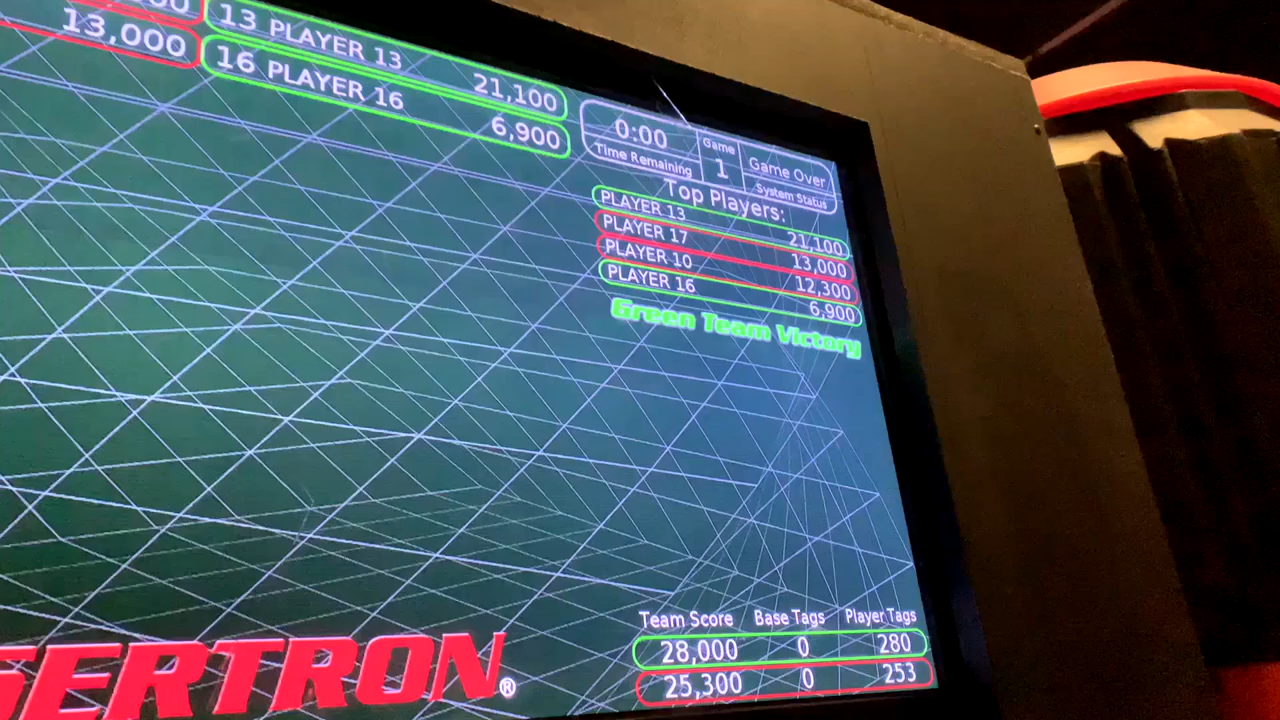 13,000
13 PLAYER 13
21,100
16 PLAYER 16
6,900
0:00
Time Remaining
Game
1
Game Over
System Status
Top Players:
PLAYER 13
21,100
PLAYER 17
13,000
PLAYER 10
12,300
PLAYER 16
6,900
Green Team Victory
Team Score Base Tags Player Tags
28,000 0 280
25,300 0 253
SERTRON®